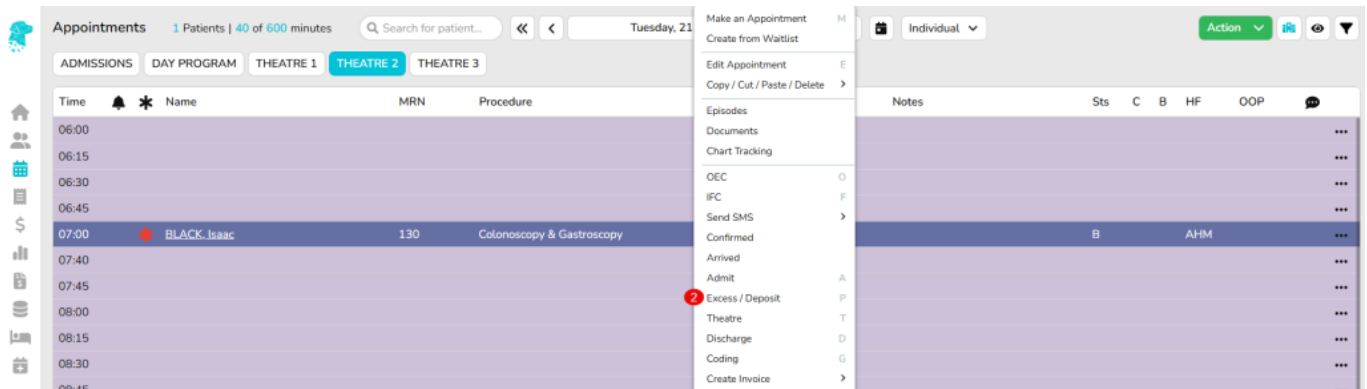 Appointments 1 Patients | 40 of 600 minutes Search for patient... Tuesday, 21 Individual Action
ADMISSIONS DAY PROGRAM THEATRE 1 THEATRE 2 THEATRE 3
Time Name MRN Procedure Notes Sts C B HF OOP
06:00
06:15
06:30
06:45
07:00 BLACK, Isaac 130 Colonoscopy & Gastroscopy B AHM
07:40
07:45
08:00
08:15
08:30
08:45
Make an Appointment M
Create from Waitlist
Edit Appointment E
Copy / Cut / Paste / Delete
Episodes
Documents
Chart Tracking
OEC O
IFC F
Send SMS
Confirmed
Arrived
Admit A
2 Excess / Deposit P
Theatre T
Discharge D
Coding G
Create Invoice